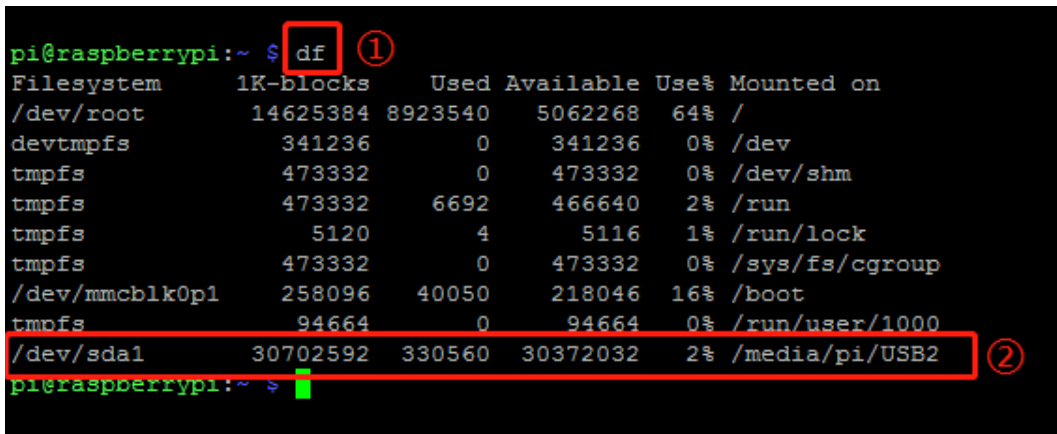 pi@raspberrypi:~ $ df ①
Filesystem 1K-blocks Used Available Use% Mounted on
/dev/root 14625384 8923540 5062268 64% /
devtmpfs 341236 0 341236 0% /dev
tmpfs 473332 0 473332 0% /dev/shm
tmpfs 473332 6692 466640 2% /run
tmpfs 5120 4 5116 1% /run/lock
tmpfs 473332 0 473332 0% /sys/fs/cgroup
/dev/mmcblk0p1 258096 40050 218046 16% /boot
tmpfs 94664 0 94664 0% /run/user/1000
/dev/sda1 30702592 330560 30372032 2% /media/pi/USB2 ②
pi@raspberrypi:~ $